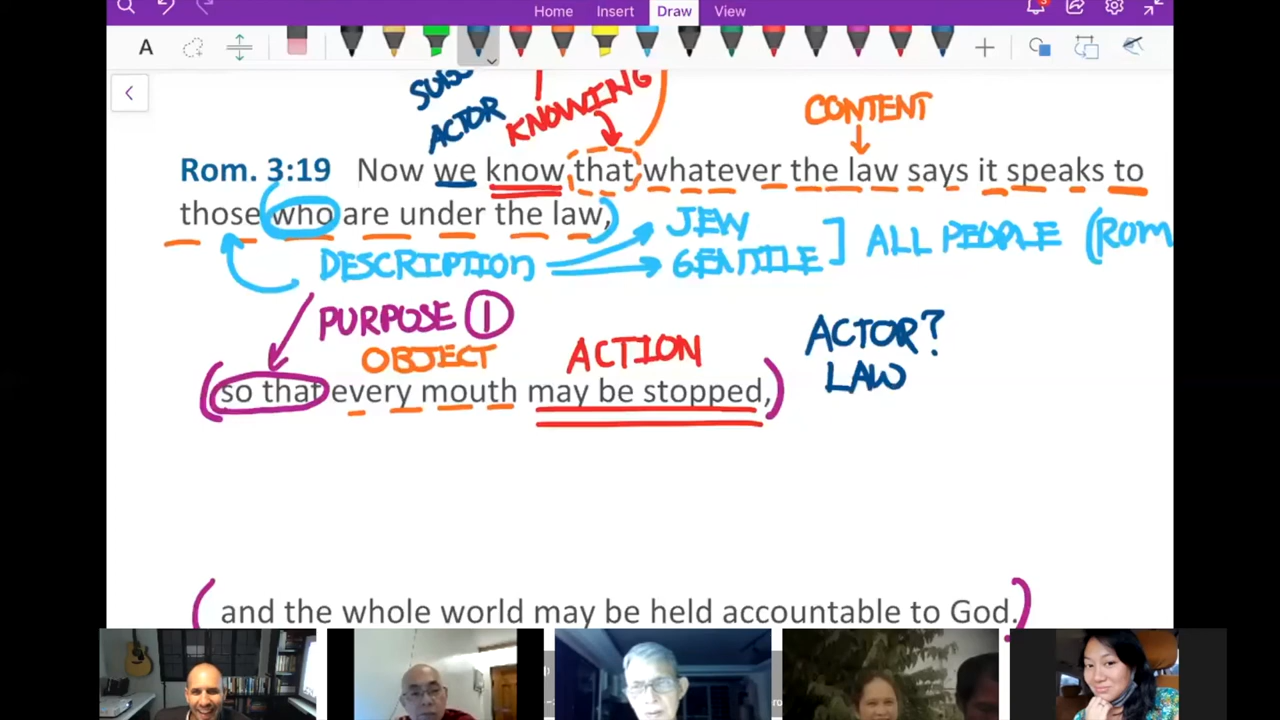 Home Insert Draw View
A
SUBJ
ACTOR
KNOWING
CONTENT
Rom. 3:19 Now we know that whatever the law says it speaks to
those who are under the law,
JEW
DESCRIPTION
GENTILE
ALL PEOPLE (Rom
PURPOSE 1
OBJECT
ACTION
ACTOR?
LAW
so that every mouth may be stopped,
and the whole world may be held accountable to God.